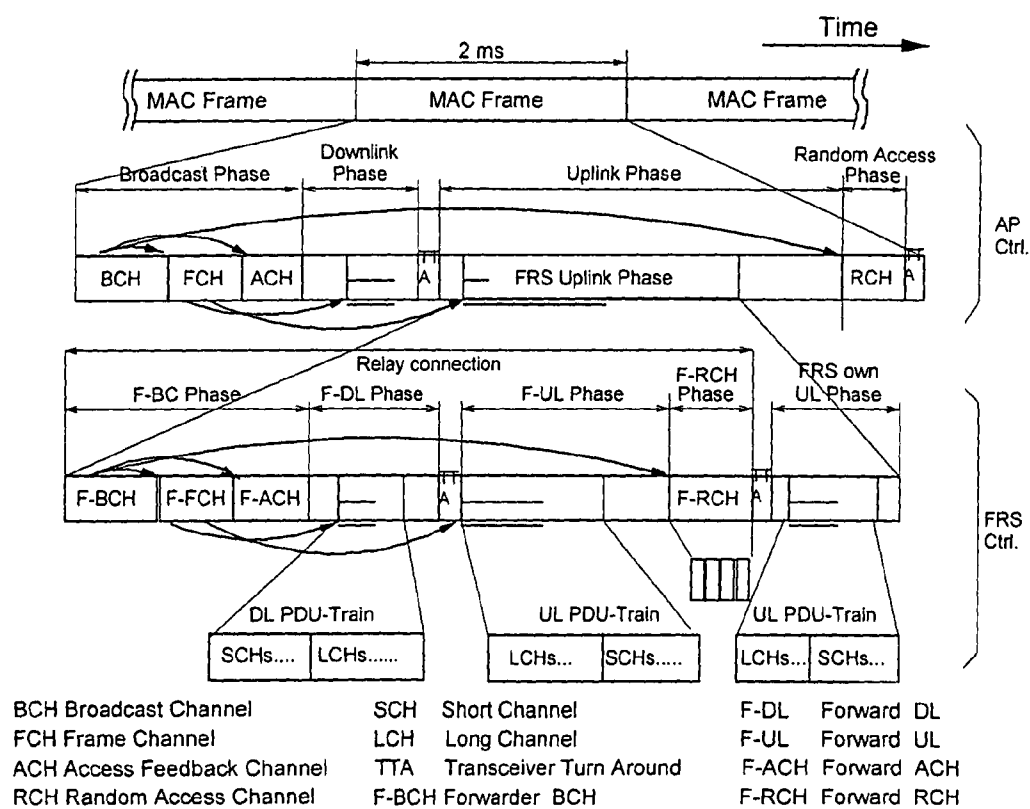 Time
2 ms
MAC Frame MAC Frame MAC Frame
Downlink Phase
Random Access Phase
Broadcast Phase
Uplink Phase
AP Ctrl.
BCH FCH ACH A FRS Uplink Phase RCH A
Relay connection
F-RCH Phase
FRS own UL Phase
F-BC Phase F-DL Phase F-UL Phase
F-BCH F-FCH F-ACH A F-RCH A
FRS Ctrl.
DL PDU-Train UL PDU-Train UL PDU-Train
SCHs.... LCHs...... LCHs... SCHs..... LCHs... SCHs...
BCH Broadcast Channel SCH Short Channel F-DL Forward DL
FCH Frame Channel LCH Long Channel F-UL Forward UL
ACH Access Feedback Channel TTA Transceiver Turn Around F-ACH Forward ACH
RCH Random Access Channel F-BCH Forwarder BCH F-RCH Forward RCH